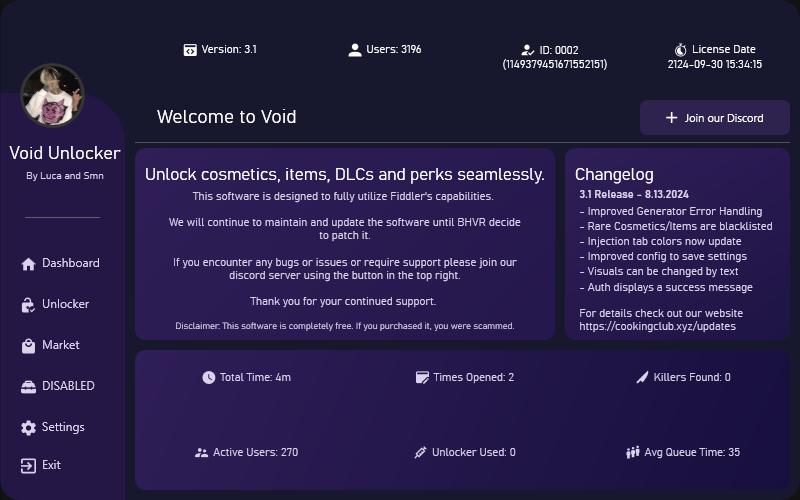 Version: 3.1
Users: 3196
ID: 0002
(1149379451671552151)
License Date
2124-09-30 15:34:15
Welcome to Void
Join our Discord
Void Unlocker
By Luca and Smn
Dashboard
Unlocker
Market
DISABLED
Settings
Exit
Unlock cosmetics, items, DLCs and perks seamlessly.
This software is designed to fully utilize Fiddler's capabilities.
We will continue to maintain and update the software until BHVR decide
to patch it.
If you encounter any bugs or issues or require support please join our
discord server using the button in the top right.
Thank you for your continued support.
Disclaimer: This software is completely free. If you purchased it, you were scammed.
Changelog
3.1 Release - 8.13.2024
- Improved Generator Error Handling
- Rare Cosmetics/Items are blacklisted
- Injection tab colors now update
- Improved config to save settings
- Visuals can be changed by text
- Auth displays a success message
For details check out our website
https://cookingclub.xyz/updates
Total Time: 4m
Times Opened: 2
Killers Found: 0
Active Users: 270
Unlocker Used: 0
Avg Queue Time: 35